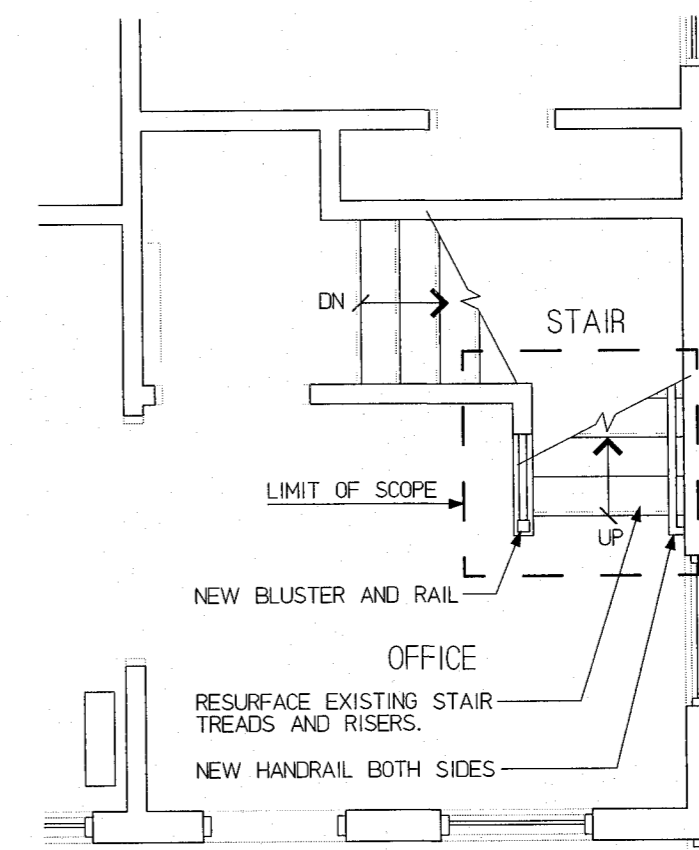 DN
STAIR
LIMIT OF SCOPE
UP
NEW BLUSTER AND RAIL
OFFICE
RESURFACE EXISTING STAIR
TREADS AND RISERS.
NEW HANDRAIL BOTH SIDES